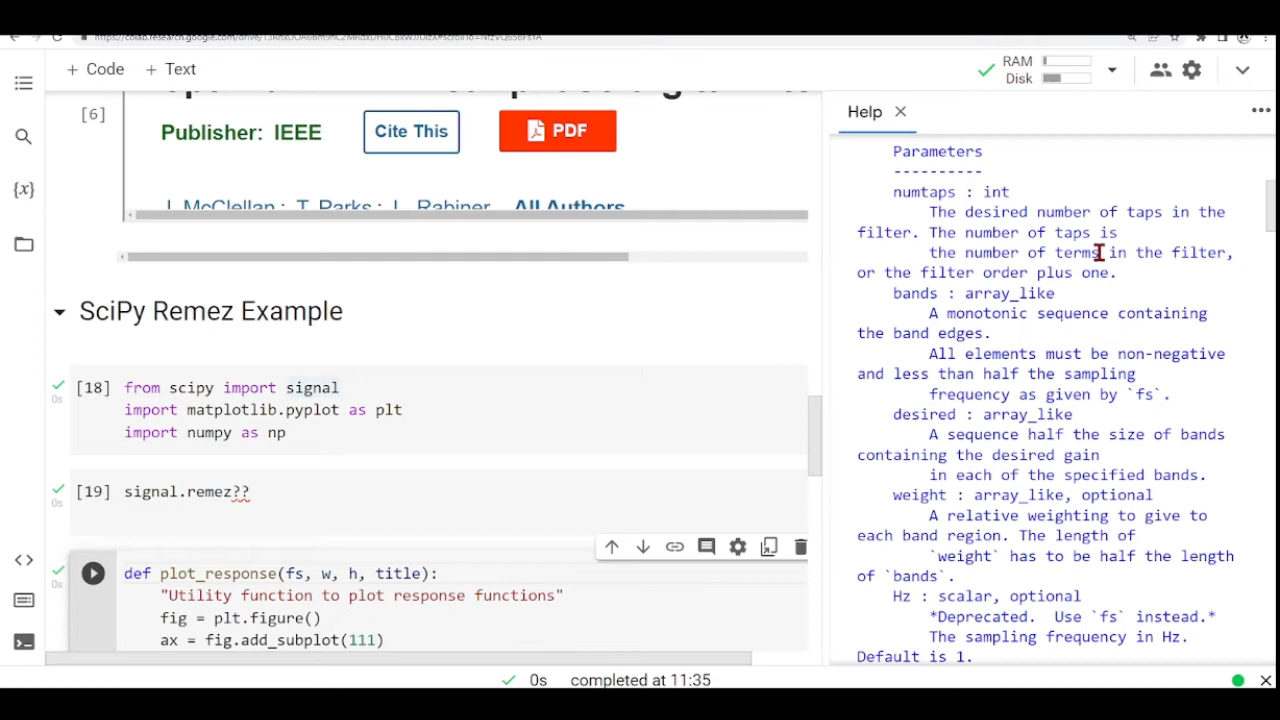 + Code + Text
RAM
Disk
[6]
Publisher: IEEE
Cite This
PDF
J. McClellan; T. Parks; L. Rabiner All Authors
SciPy Remez Example
[18] from scipy import signal
import matplotlib.pyplot as plt
import numpy as np
0s
[19] signal.remez??
0s
def plot_response(fs, w, h, title):
"Utility function to plot response functions"
fig = plt.figure()
ax = fig.add_subplot(111)
0s
Help
Parameters
----------
numtaps : int
The desired number of taps in the
filter. The number of taps is
the number of terms in the filter,
or the filter order plus one.
bands : array_like
A monotonic sequence containing
the band edges.
All elements must be non-negative
and less than half the sampling
frequency as given by `fs`.
desired : array_like
A sequence half the size of bands
containing the desired gain
in each of the specified bands.
weight : array_like, optional
A relative weighting to give to
each band region. The length of
`weight` has to be half the length
of `bands`.
Hz : scalar, optional
*Deprecated.  Use `fs` instead.*
The sampling frequency in Hz.
Default is 1.
0s completed at 11:35